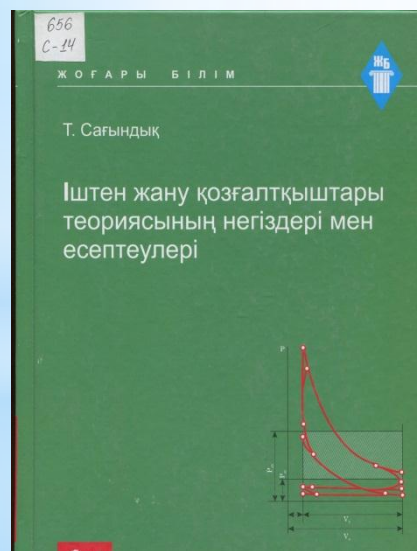 656
С-14
ЖОҒАРЫ БІЛІМ
ЖБ
Т. Сағындық
Іштен жану қозғалтқыштары
теориясының негіздері мен
есептеулері
P